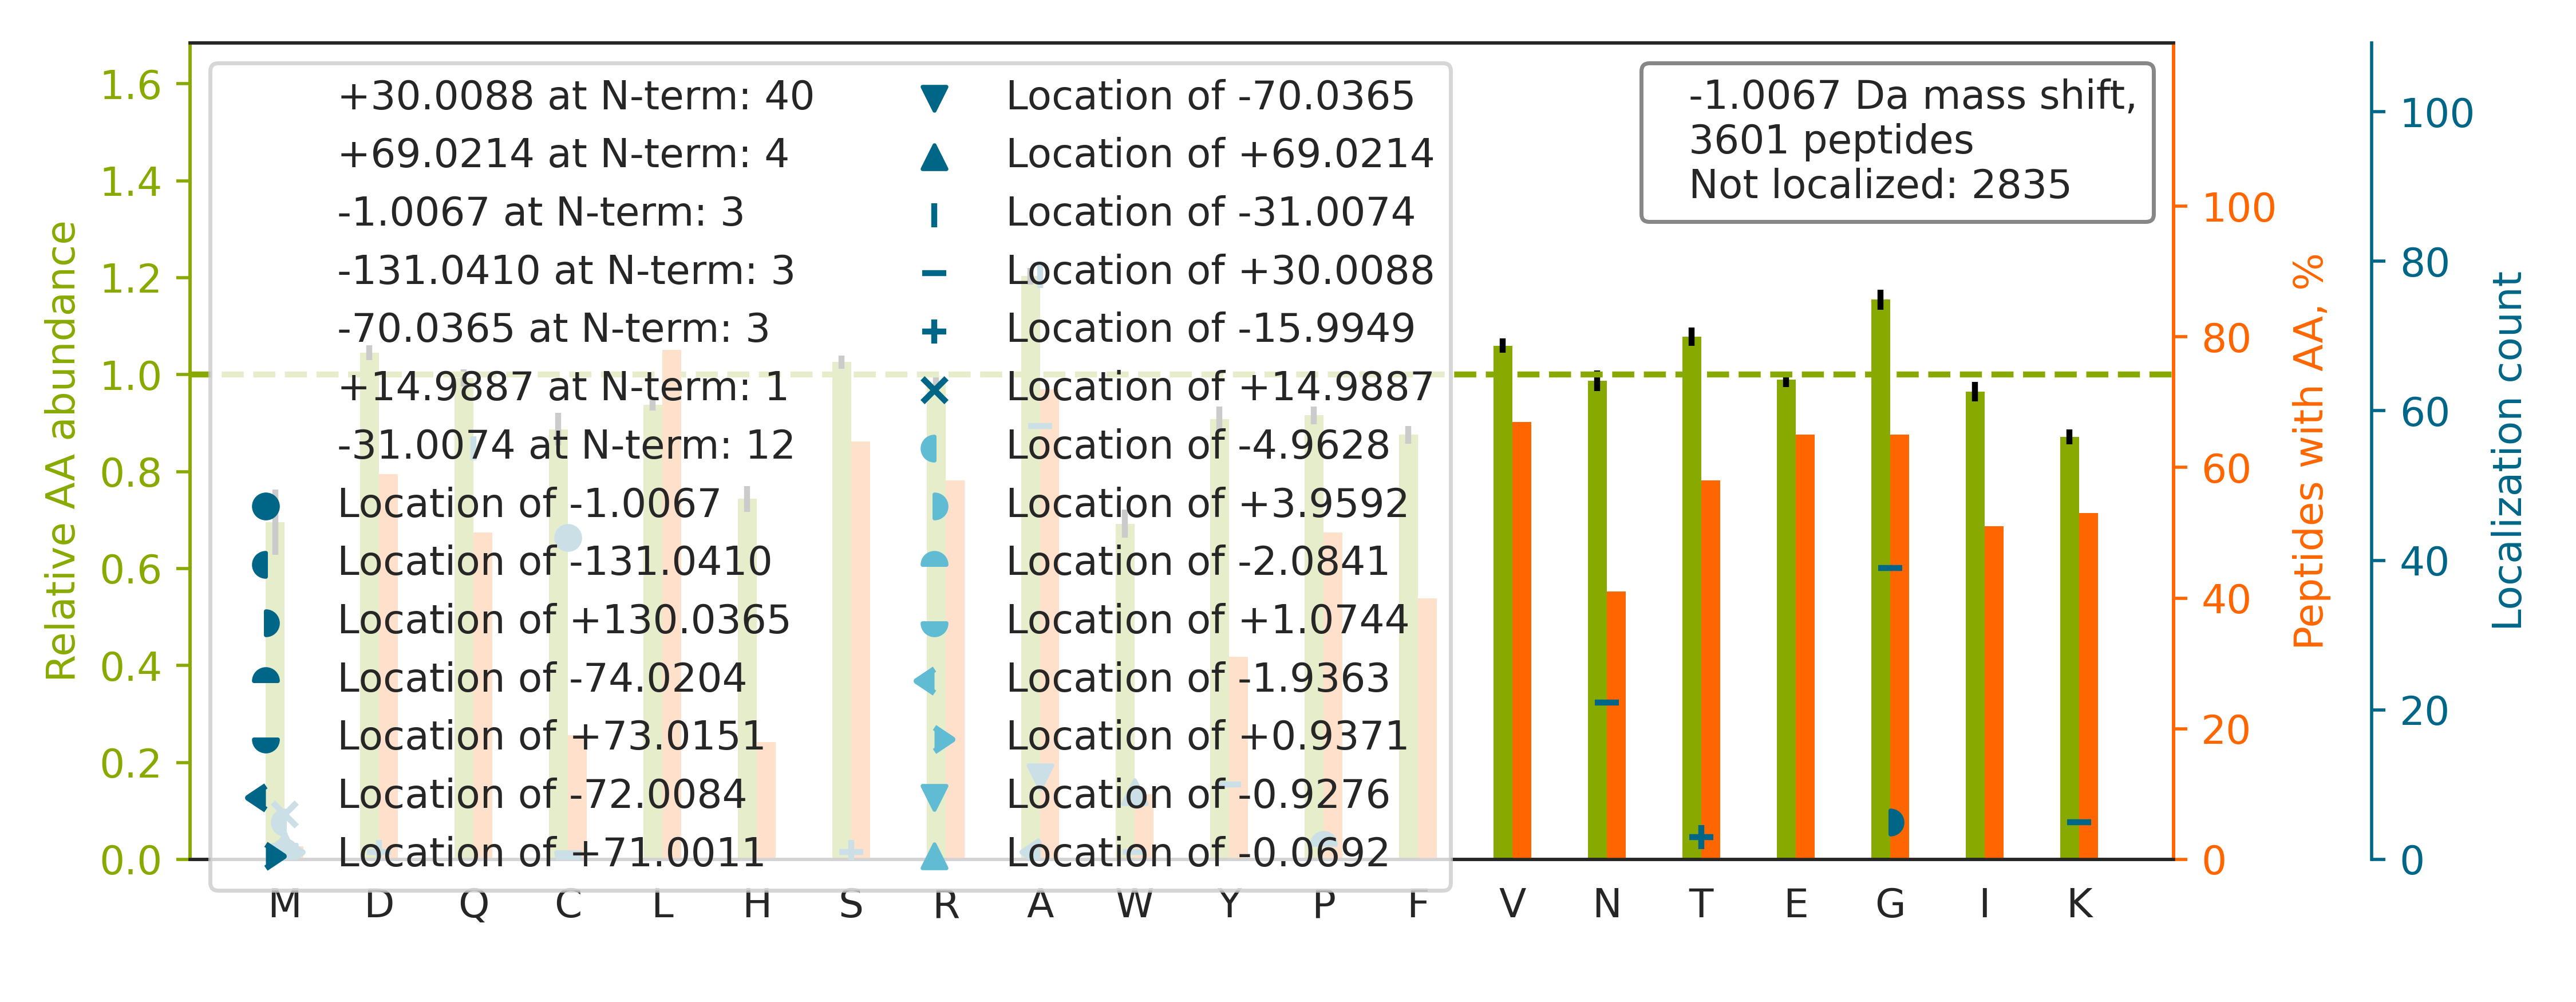 1.6
1.4
1.2
1.0
0.8
0.6
0.4
0.2
0.0
Relative AA abundance
+30.0088 at N-term: 40
+69.0214 at N-term: 4
-1.0067 at N-term: 3
-131.0410 at N-term: 3
-70.0365 at N-term: 3
+14.9887 at N-term: 1
-31.0074 at N-term: 12
Location of -1.0067
Location of -131.0410
Location of +130.0365
Location of -74.0204
Location of +73.0151
Location of -72.0084
Location of +71.0011
Location of -70.0365
Location of +69.0214
Location of -31.0074
Location of +30.0088
Location of -15.9949
Location of +14.9887
Location of -4.9628
Location of +3.9592
Location of -2.0841
Location of +1.0744
Location of -1.9363
Location of +0.9371
Location of -0.9276
Location of -0.0692
-1.0067 Da mass shift,
3601 peptides
Not localized: 2835
M D Q C L H S R A W Y P F V N T E G I K
100
80
60
40
20
0
Peptides with AA, %
100
80
60
40
20
0
Localization count